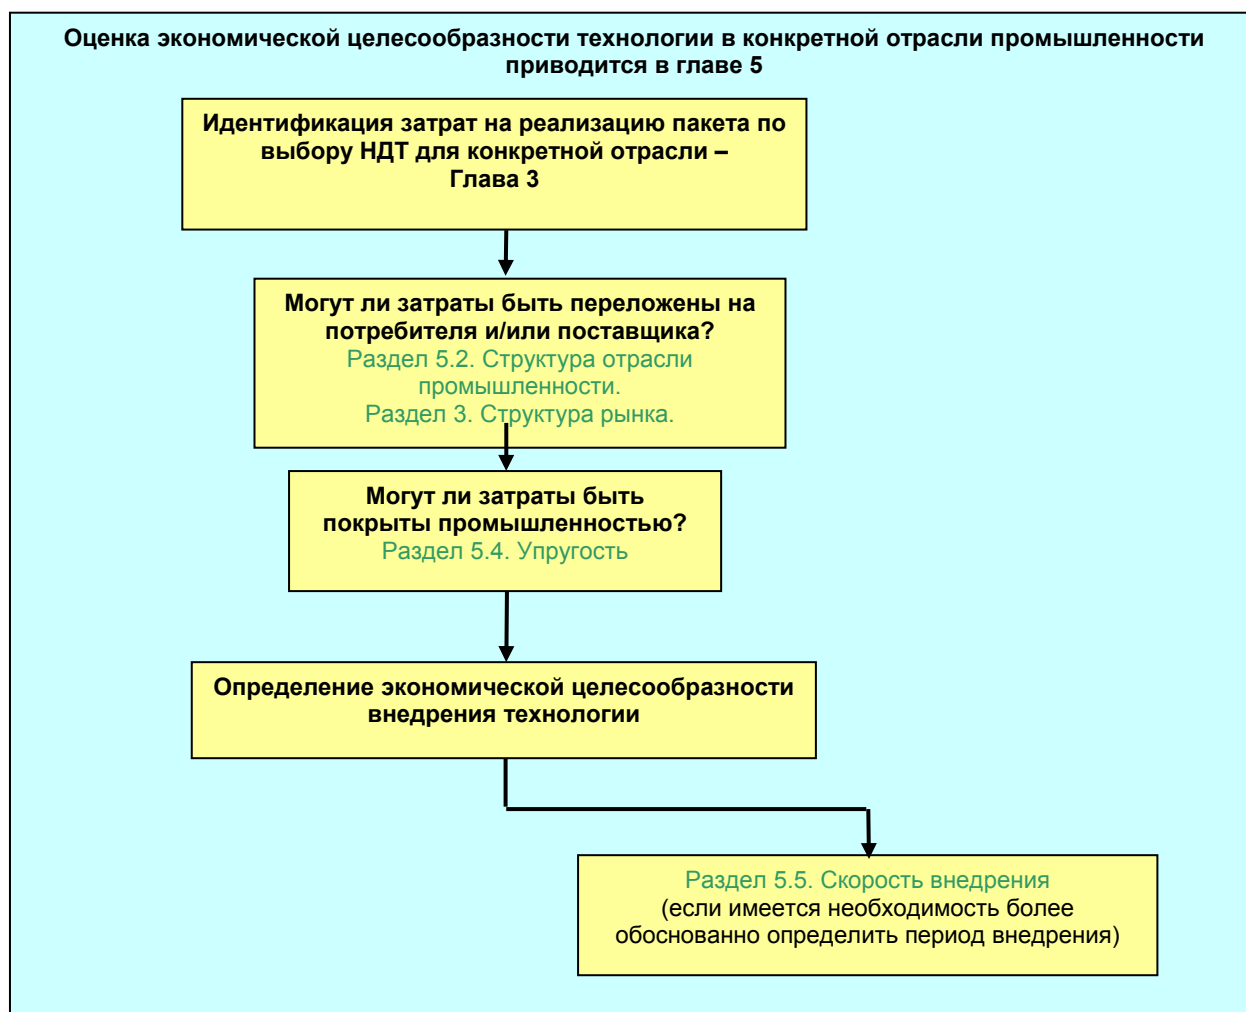 Оценка экономической целесообразности технологии в конкретной отрасли промышленности
приводится в главе 5
Идентификация затрат на реализацию пакета по
выбору НДТ для конкретной отрасли –
Глава 3
Могут ли затраты быть переложены на
потребителя и/или поставщика?
Раздел 5.2. Структура отрасли
промышленности.
Раздел 3. Структура рынка.
Могут ли затраты быть
покрыты промышленностью?
Раздел 5.4. Упругость
Определение экономической целесообразности
внедрения технологии
Раздел 5.5. Скорость внедрения
(если имеется необходимость более
обоснованно определить период внедрения)